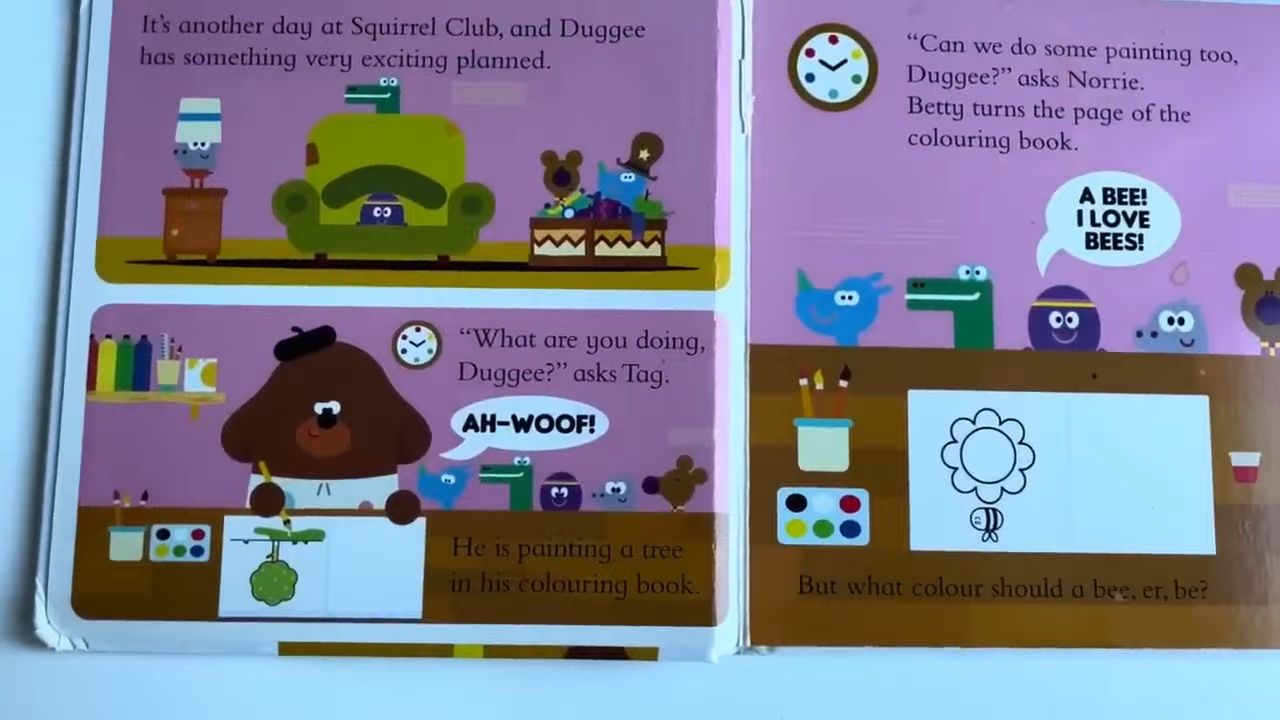 It's another day at Squirrel Club, and Duggee
has something very exciting planned.
"What are you doing,
Duggee?" asks Tag.
AH-WOOF!
He is painting a tree
in his colouring book.
"Can we do some painting too,
Duggee?" asks Norrie.
Betty turns the page of the
colouring book.
A BEE!
I LOVE
BEES!
But what colour should a bee, er, be?